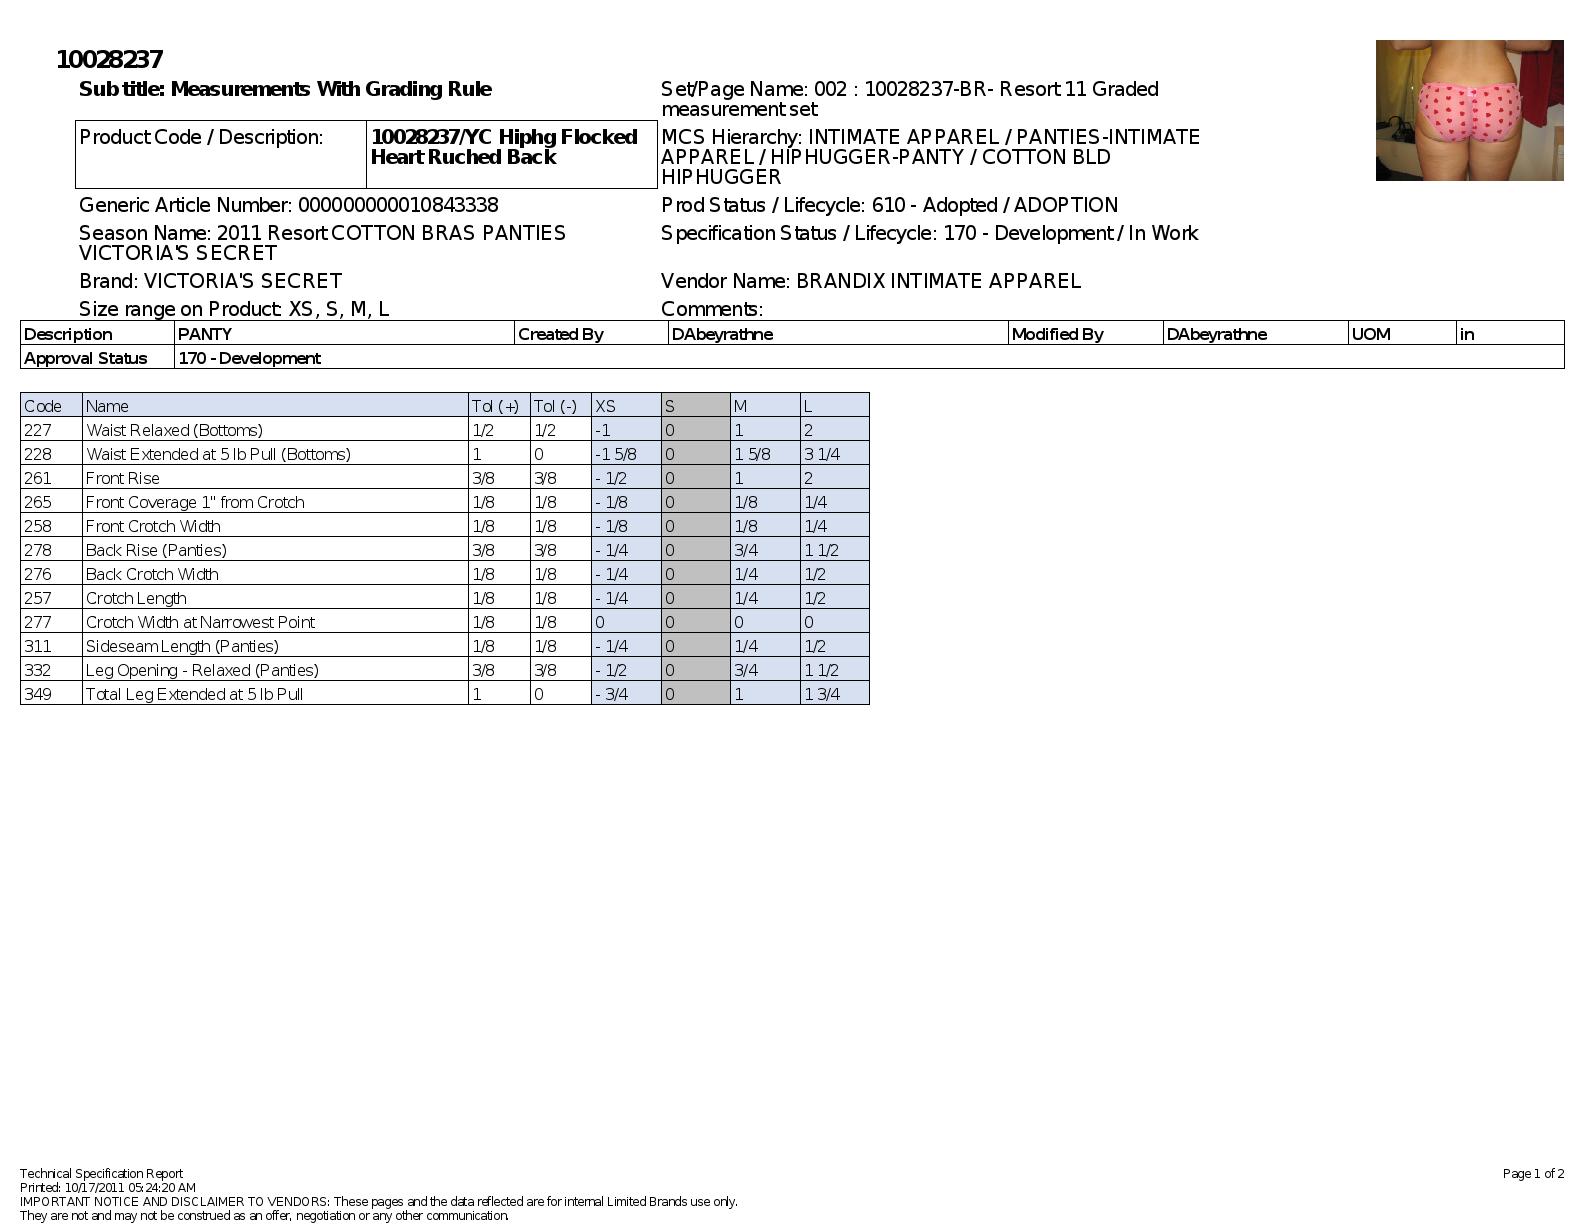 10028237
Sub title: Measurements With Grading Rule
Set/Page Name: 002 : 10028237-BR- Resort 11 Graded
measurement set
Product Code / Description:
10028237/YC Hiphg Flocked
Heart Ruched Back
MCS Hierarchy: INTIMATE APPAREL / PANTIES-INTIMATE
APPAREL / HIPHUGGER-PANTY / COTTON BLD
HIPHUGGER
Generic Article Number: 000000000010843338
Prod Status / Lifecycle: 610 - Adopted / ADOPTION
Season Name: 2011 Resort COTTON BRAS PANTIES
VICTORIA'S SECRET
Specification Status / Lifecycle: 170 - Development / In Work
Brand: VICTORIA'S SECRET
Vendor Name: BRANDIX INTIMATE APPAREL
Size range on Product: XS, S, M, L
Comments:
Description PANTY Created By DAbeyrathne Modified By DAbeyrathne UOM in
Approval Status 170 - Development
Code Name Tol (+) Tol (-) XS S M L
227 Waist Relaxed (Bottoms) 1/2 1/2 -1 0 1 2
228 Waist Extended at 5 lb Pull (Bottoms) 1 0 -1 5/8 0 1 5/8 3 1/4
261 Front Rise 3/8 3/8 - 1/2 0 1 2
265 Front Coverage 1" from Crotch 1/8 1/8 - 1/8 0 1/8 1/4
258 Front Crotch Width 1/8 1/8 - 1/8 0 1/8 1/4
278 Back Rise (Panties) 3/8 3/8 - 1/4 0 3/4 1 1/2
276 Back Crotch Width 1/8 1/8 - 1/4 0 1/4 1/2
257 Crotch Length 1/8 1/8 - 1/4 0 1/4 1/2
277 Crotch Width at Narrowest Point 1/8 1/8 0 0 0 0
311 Sideseam Length (Panties) 1/8 1/8 - 1/4 0 1/4 1/2
332 Leg Opening - Relaxed (Panties) 3/8 3/8 - 1/2 0 3/4 1 1/2
349 Total Leg Extended at 5 lb Pull 1 0 - 3/4 0 1 1 3/4
Technical Specification Report
Page 1 of 2
Printed: 10/17/2011 05:24:20 AM
IMPORTANT NOTICE AND DISCLAIMER TO VENDORS: These pages and the data reflected are for internal Limited Brands use only.
They are not and may not be construed as an offer, negotiation or any other communication.